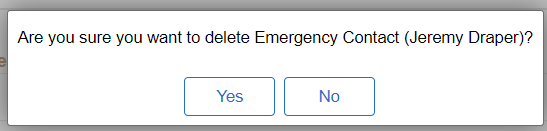 Are you sure you want to delete Emergency Contact (Jeremy Draper)?
Yes
No